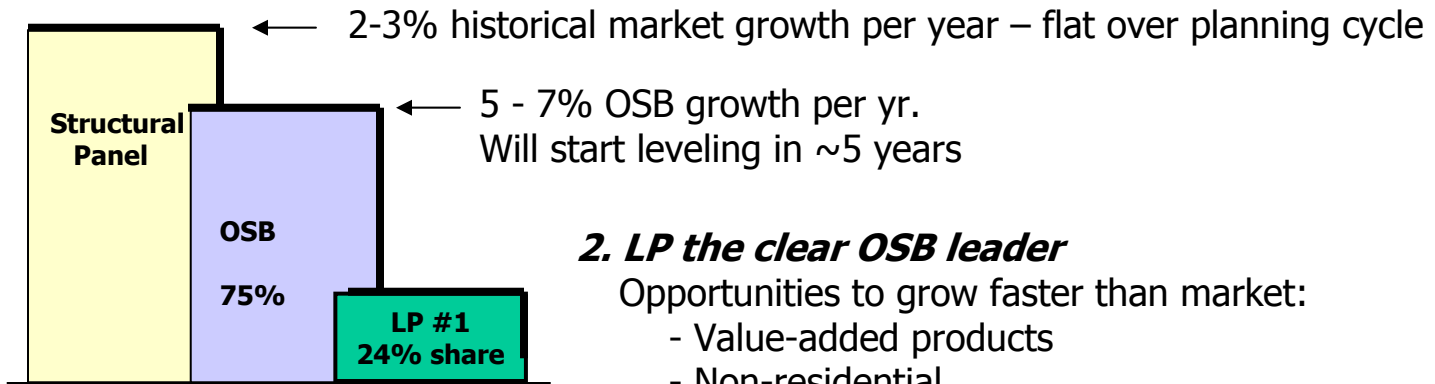 2-3% historical market growth per year – flat over planning cycle
5 - 7% OSB growth per yr.
Will start leveling in ~5 years
Structural
Panel
OSB
75%
LP #1
24% share
2. LP the clear OSB leader
Opportunities to grow faster than market:
- Value-added products
- Non-residential